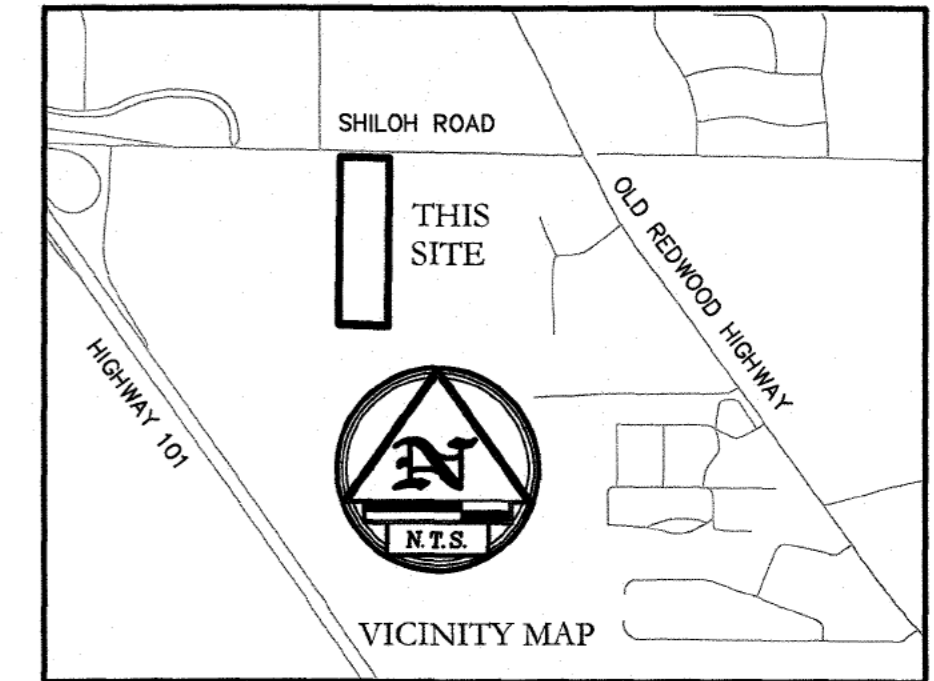 SHILOH ROAD
THIS
SITE
OLD REDWOOD HIGHWAY
HIGHWAY 101
N
N.T.S.
VICINITY MAP